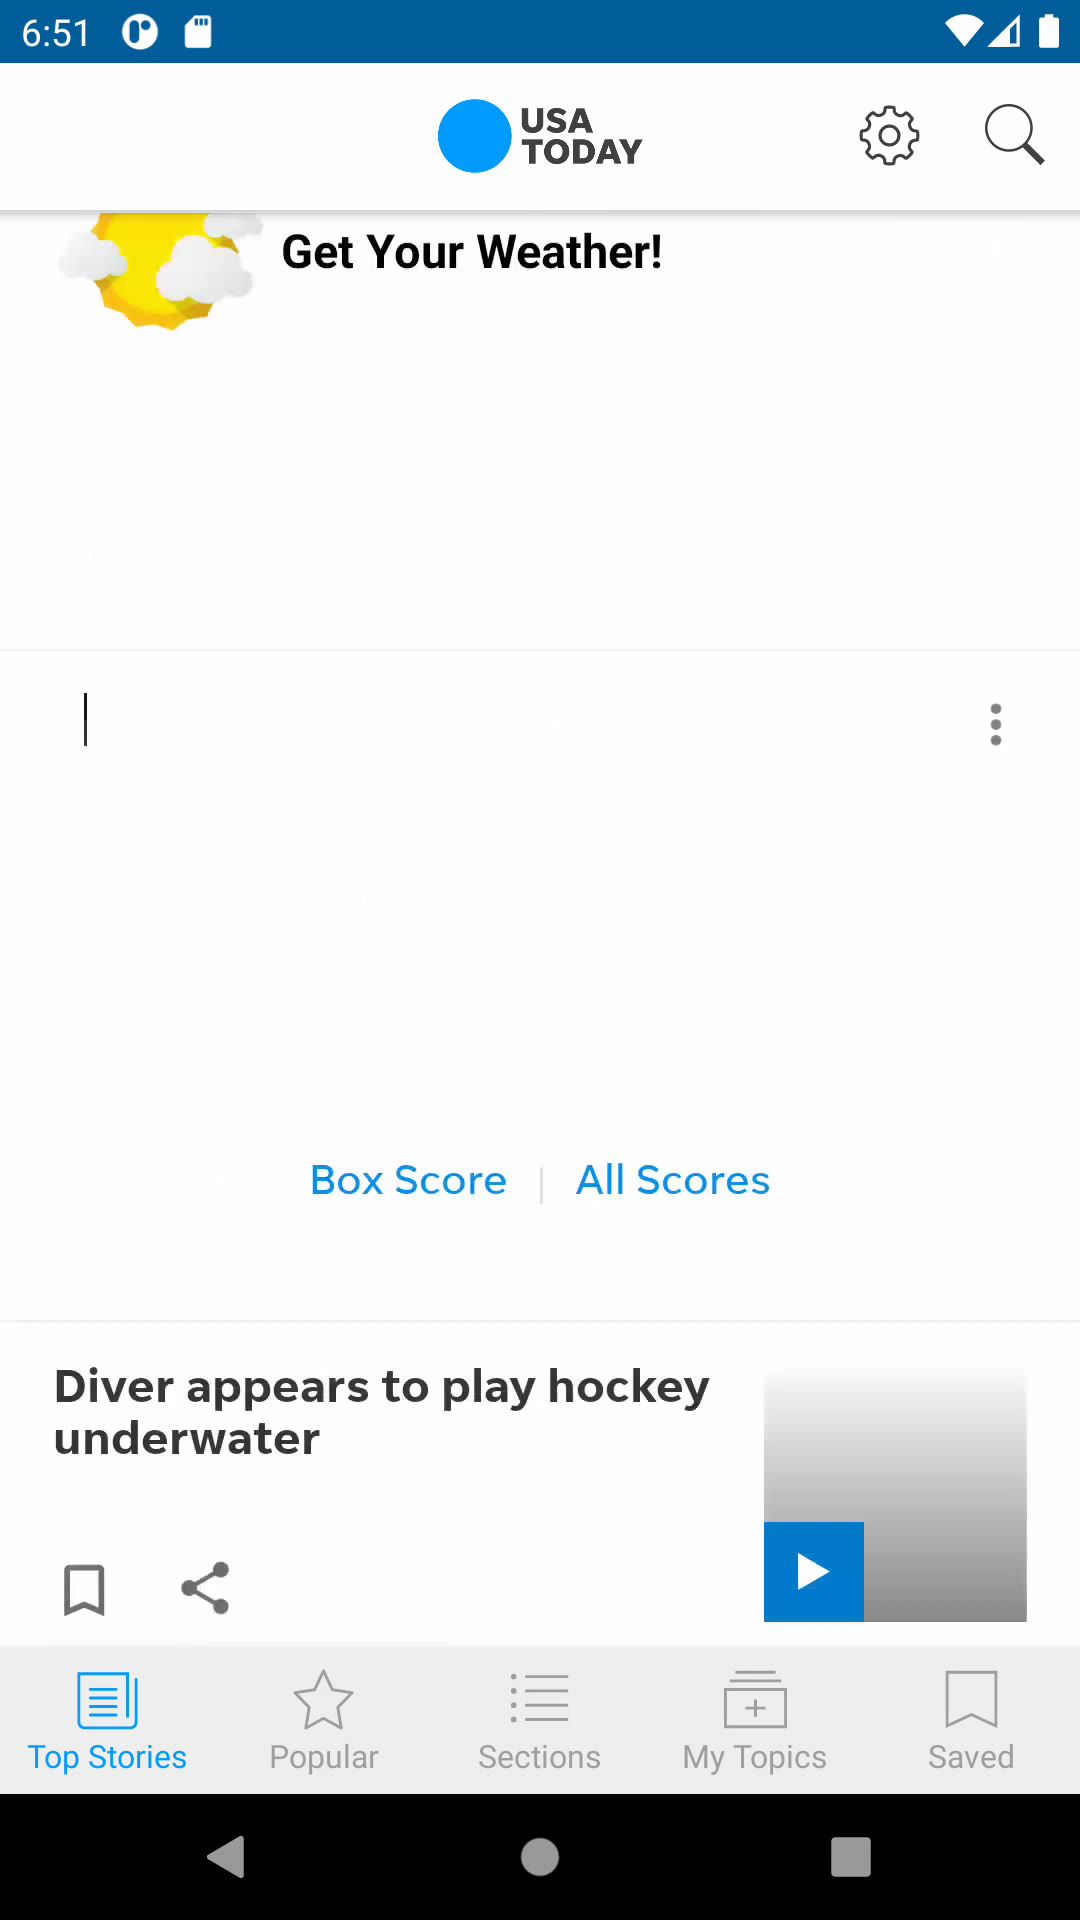 6:51
USA
TODAY
Get Your Weather!
Box Score | All Scores
Diver appears to play hockey
underwater
Top Stories Popular Sections My Topics Saved